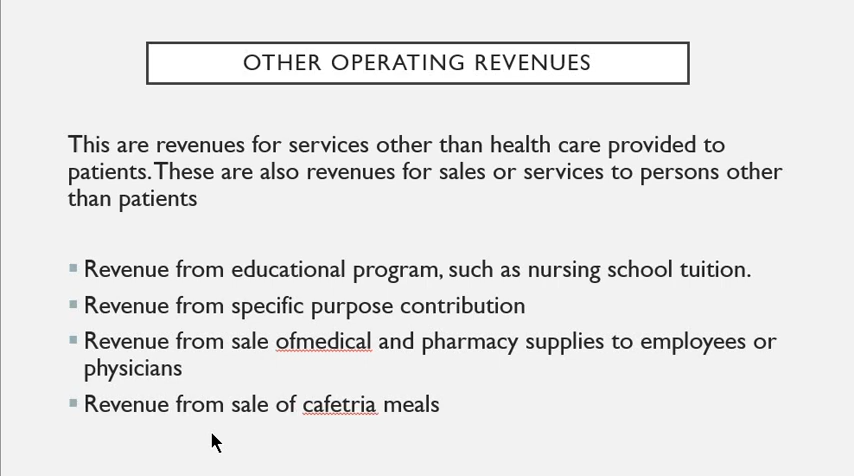 OTHER OPERATING REVENUES
This are revenues for services other than health care provided to
patients. These are also revenues for sales or services to persons other
than patients
▪ Revenue from educational program, such as nursing school tuition.
▪ Revenue from specific purpose contribution
▪ Revenue from sale ofmedical and pharmacy supplies to employees or
physicians
▪ Revenue from sale of cafetria meals